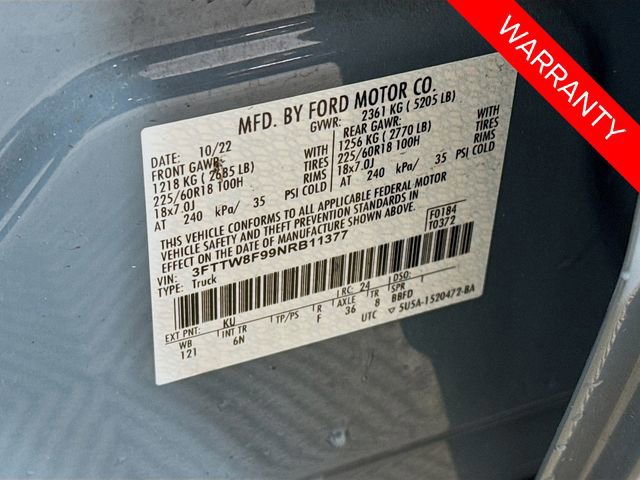 WARRANTY
MFD. BY FORD MOTOR CO.
DATE: 10/22 GVWR: 2361 KG ( 5205 LB)
FRONT GAWR: REAR GAWR:
1218 KG ( 2685 LB) WITH 1256 KG ( 2770 LB) WITH
225/60R18 100H TIRES 225/60R18 100H TIRES
18x7.0J RIMS 18x7.0J RIMS
AT 240 kPa/ 35 PSI COLD AT 240 kPa/ 35 PSI COLD
THIS VEHICLE CONFORMS TO ALL APPLICABLE FEDERAL MOTOR
VEHICLE SAFETY AND THEFT PREVENTION STANDARDS IN
EFFECT ON THE DATE OF MANUFACTURE SHOWN ABOVE.
VIN: 3FTTW8F99NRB11377 F0184
TYPE: Truck T0372
EXT PNT: KU RC: 24 DSO:
WB INT TR TP/PS R AXLE TR SPR
121 6N F 36 8 BBFD
UTC 5U5A-1520472-BA